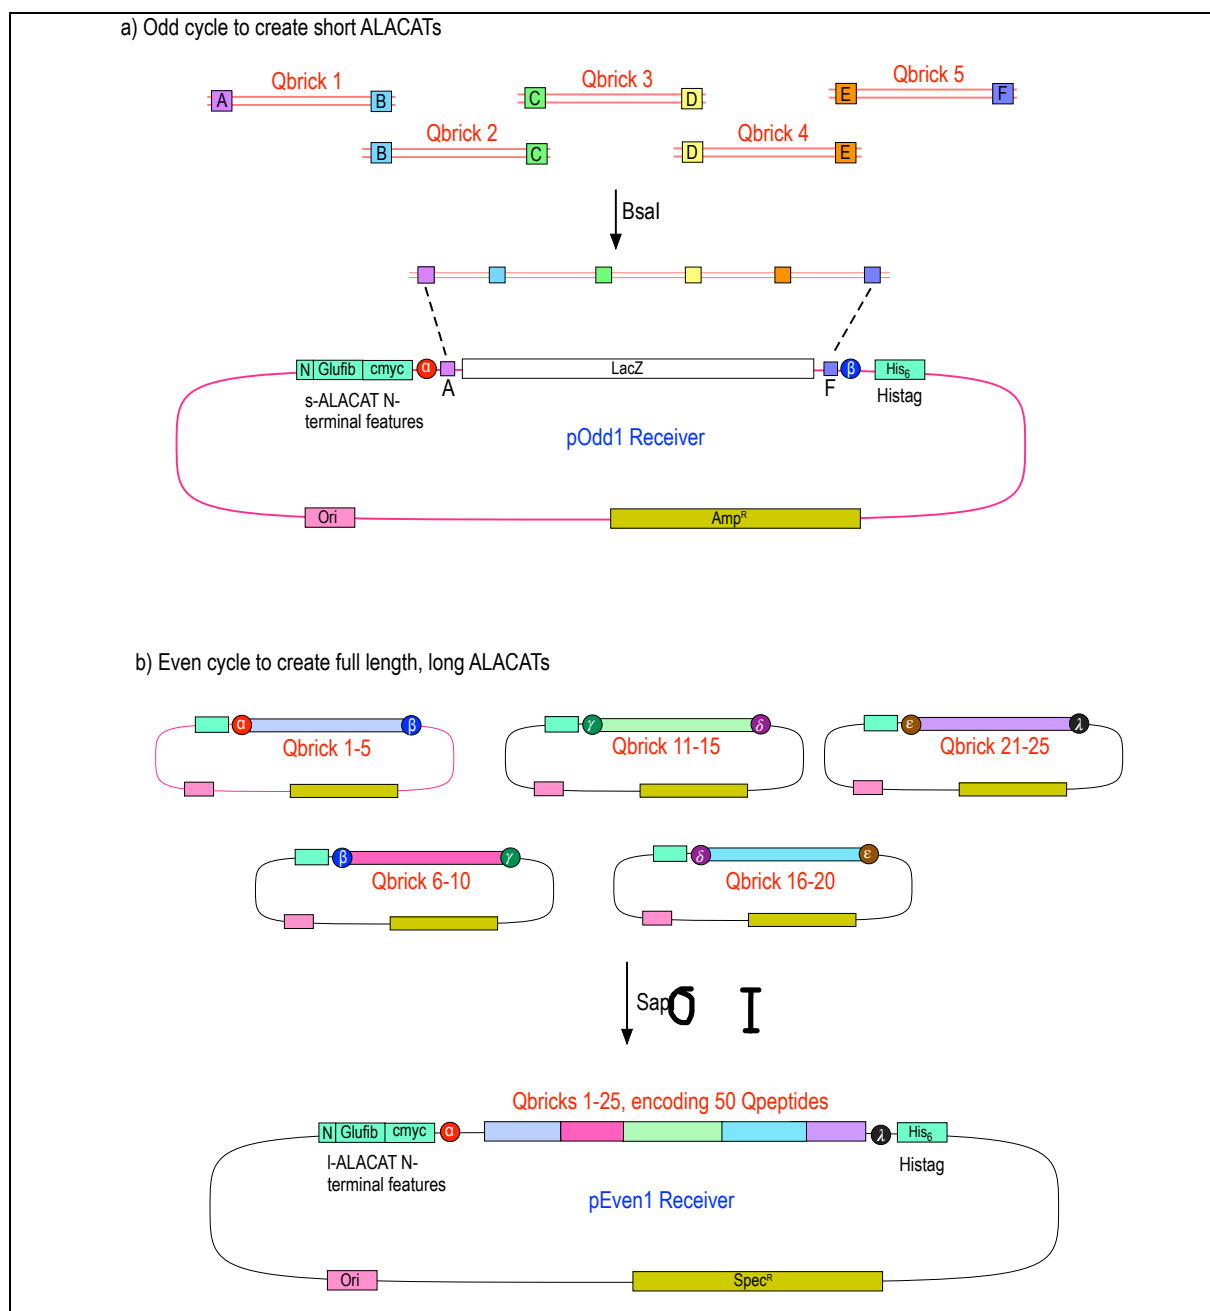 a) Odd cycle to create short ALACATs
Qbrick 1
Qbrick 3
Qbrick 5
A
B
C
D
E
F
Qbrick 2
Qbrick 4
B
C
D
E
BsaI
N
Glufib
cmyc
α
A
LacZ
F
β
His₆
s-ALACAT N-
terminal features
Histag
pOdd1 Receiver
Ori
Ampᴿ
b) Even cycle to create full length, long ALACATs
α
β
Qbrick 1-5
γ
δ
Qbrick 11-15
ε
λ
Qbrick 21-25
β
γ
Qbrick 6-10
δ
ε
Qbrick 16-20
Sap σ I
Qbricks 1-25, encoding 50 Qpeptides
N
Glufib
cmyc
α
λ
His₆
l-ALACAT N-
terminal features
Histag
pEven1 Receiver
Ori
Specᴿ